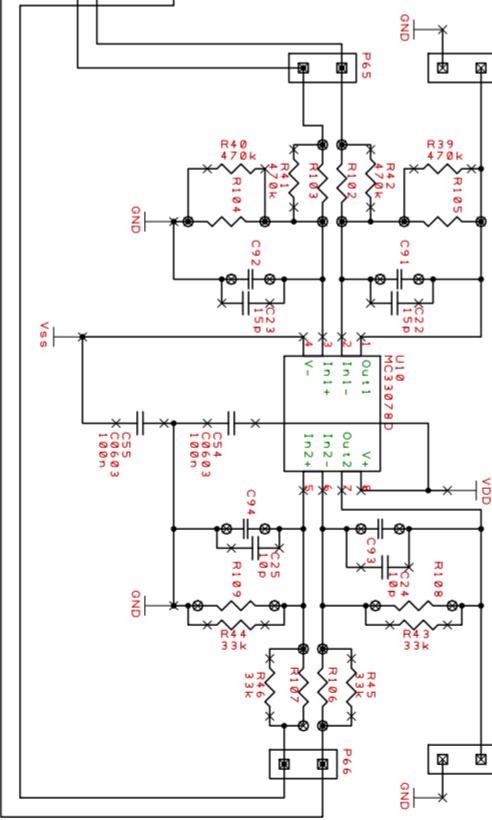 GND
P65
R40
470k
R41
470k
R103
R102
R42
470k
R39
470k
R104
R105
GND
C92
C23
15p
C91
C22
15p
Vss
4
3
2
1
V-
In1+
In1-
Out1
U10
MC33078D
C55
C0603
100n
C54
C0603
100n
In2+
In2-
Out2
V+
5
6
7
8
VDD
C94
C25
10p
C93
C24
10p
R108
R109
GND
R44
33k
R43
33k
R46
33k
R107
R106
R45
33k
P66
GND